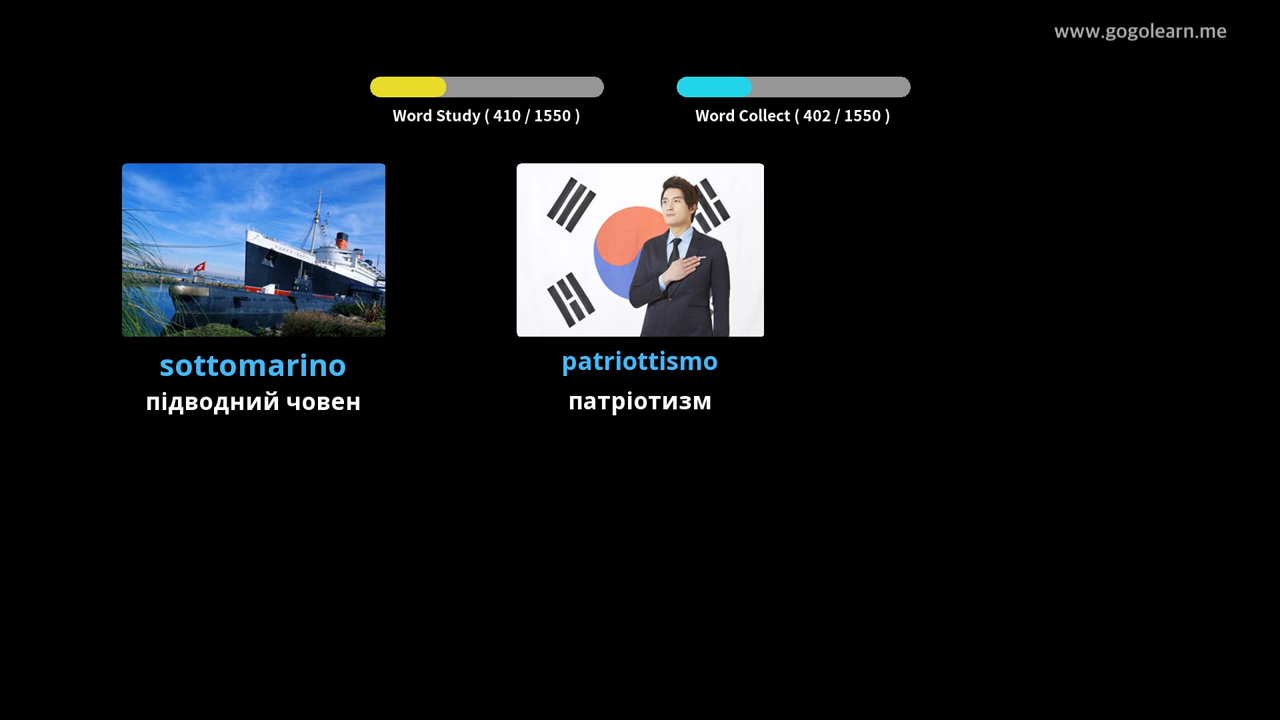 www.gogolearn.me
Word Study ( 410 / 1550 )
Word Collect ( 402 / 1550 )
sottomarino
підводний човен
patriottismo
патріотизм